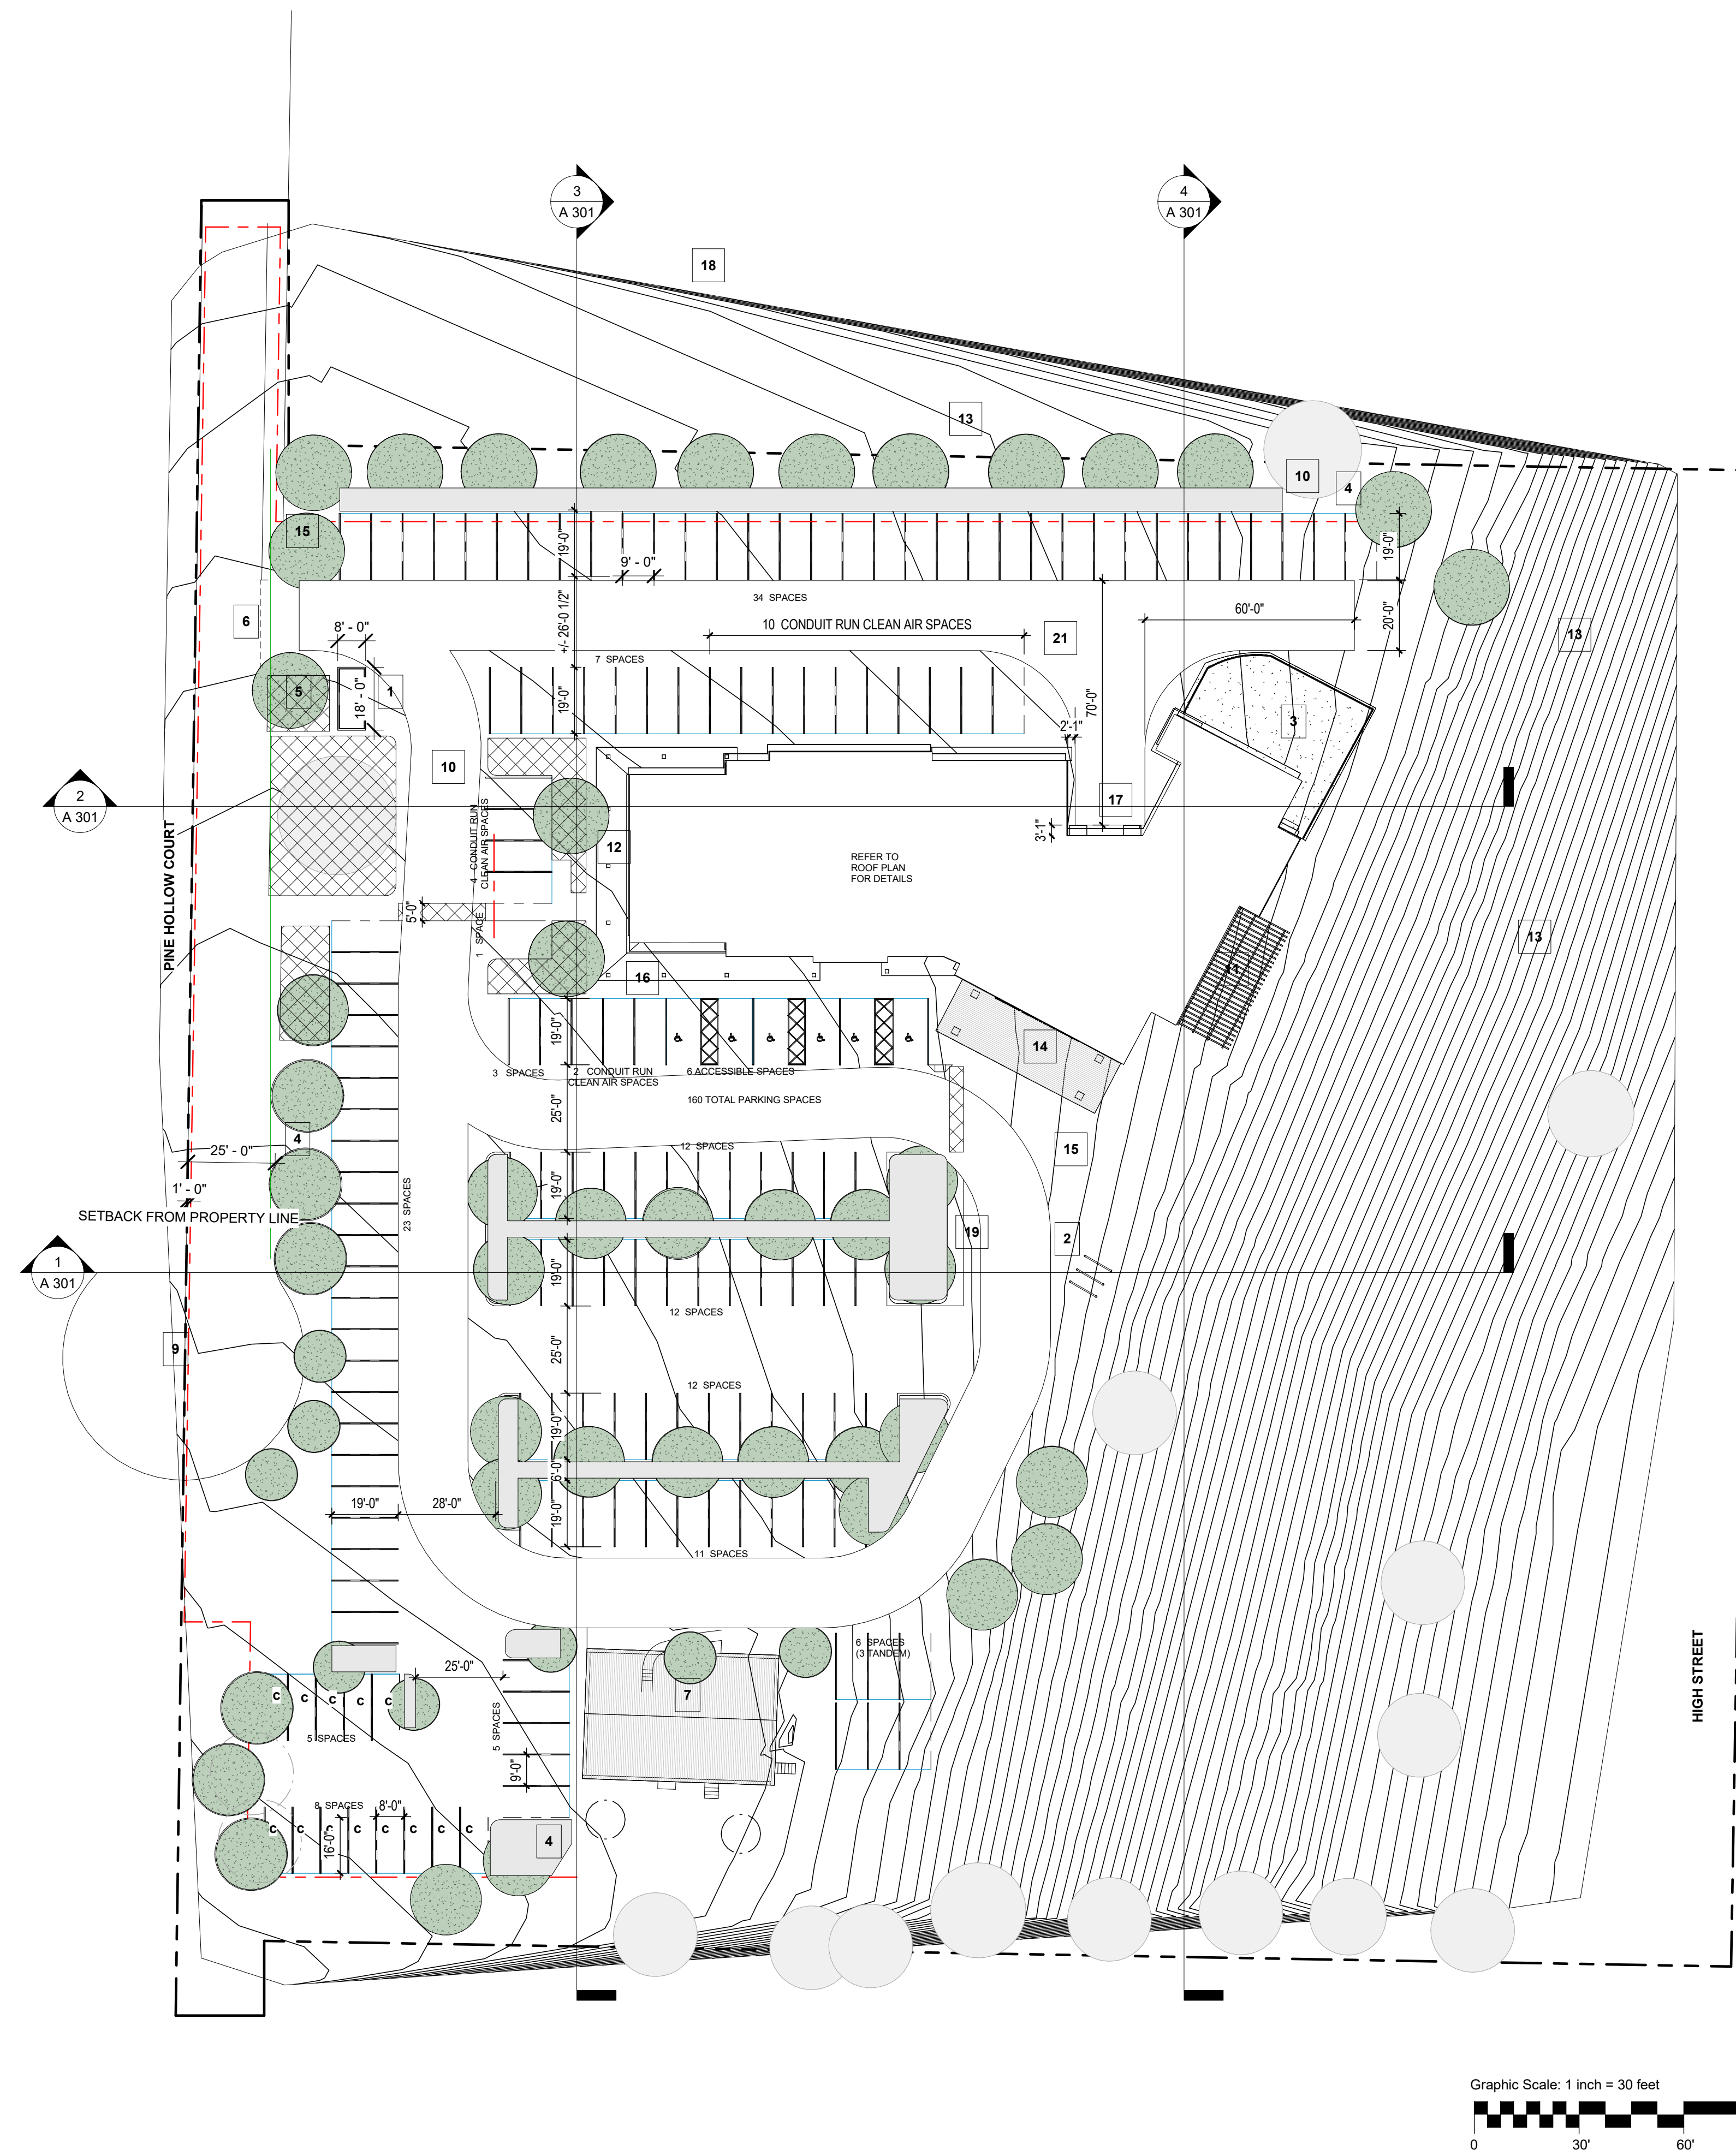 3
A 301
4
A 301
18
13
10
4
15
19'-0"
9' - 0"
19'-0"
34 SPACES
60'-0"
20'-0"
6
8' - 0"
+/- 26'-0 1/2"
10 CONDUIT RUN CLEAN AIR SPACES
21
13
7 SPACES
5
18' - 0"
1
19'-0"
70'-0"
2'-1"
3
10
2
A 301
17
4 CONDUIT RUN
CLEAN AIR SPACES
12
3'-1"
REFER TO
ROOF PLAN
FOR DETAILS
PINE HOLLOW COURT
5'-0"
1 SPACE
13
11
16
19'-0"
14
3 SPACES
2 CONDUIT RUN
CLEAN AIR SPACES
6 ACCESSIBLE SPACES
25'-0"
160 TOTAL PARKING SPACES
4
25' - 0"
12 SPACES
15
1' - 0"
19'-0"
SETBACK FROM PROPERTY LINE
23 SPACES
19
2
1
A 301
19'-0"
12 SPACES
9
25'-0"
12 SPACES
19'-0"
6'-0"
19'-0"
28'-0"
19'-0"
11 SPACES
6 SPACES
(3 TANDEM)
25'-0"
7
C C C C C
5 SPACES
5 SPACES
9'-0"
HIGH STREET
8 SPACES
8'-0"
C C C C C C C C
16'-0"
4
Graphic Scale: 1 inch = 30 feet
0 30' 60'